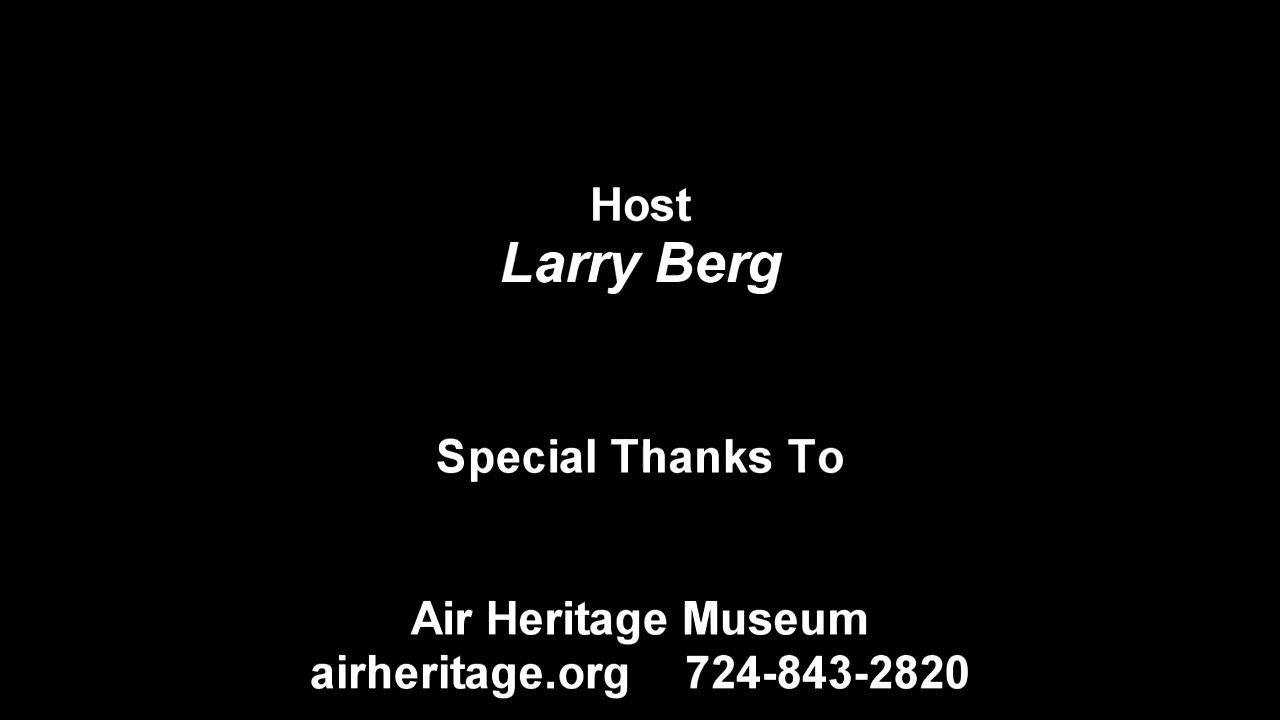 Host
Larry Berg
Special Thanks To
Air Heritage Museum
airheritage.org 724-843-2820